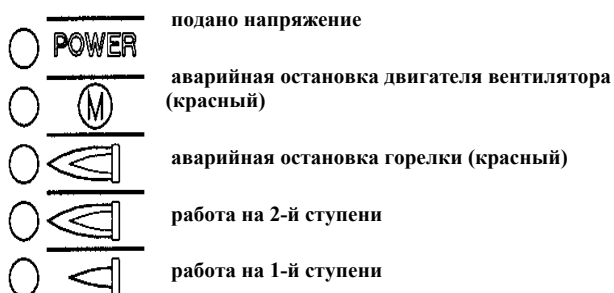 подано напряжение
POWER
аварийная остановка двигателя вентилятора
(красный)
M
аварийная остановка горелки (красный)
работа на 2-й ступени
работа на 1-й ступени